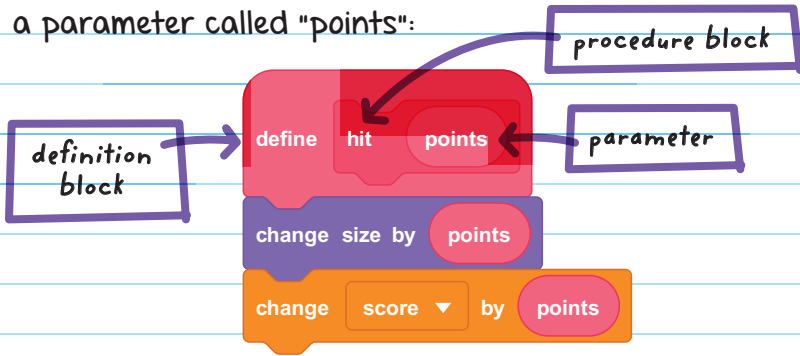 a parameter called "points":
procedure block
define hit points
parameter
definition
block
change size by points
change score by points